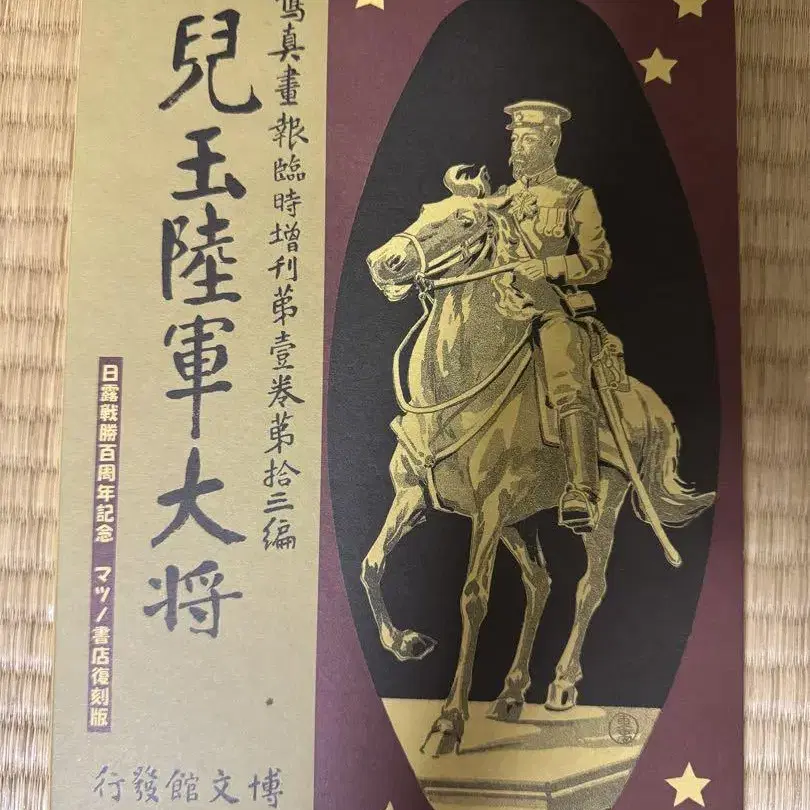 寫真畫報臨時增刊第壹卷第拾三編
兒玉陸軍大将
日露戦勝百周年記念 マツノ書店復刻版
行發館文博